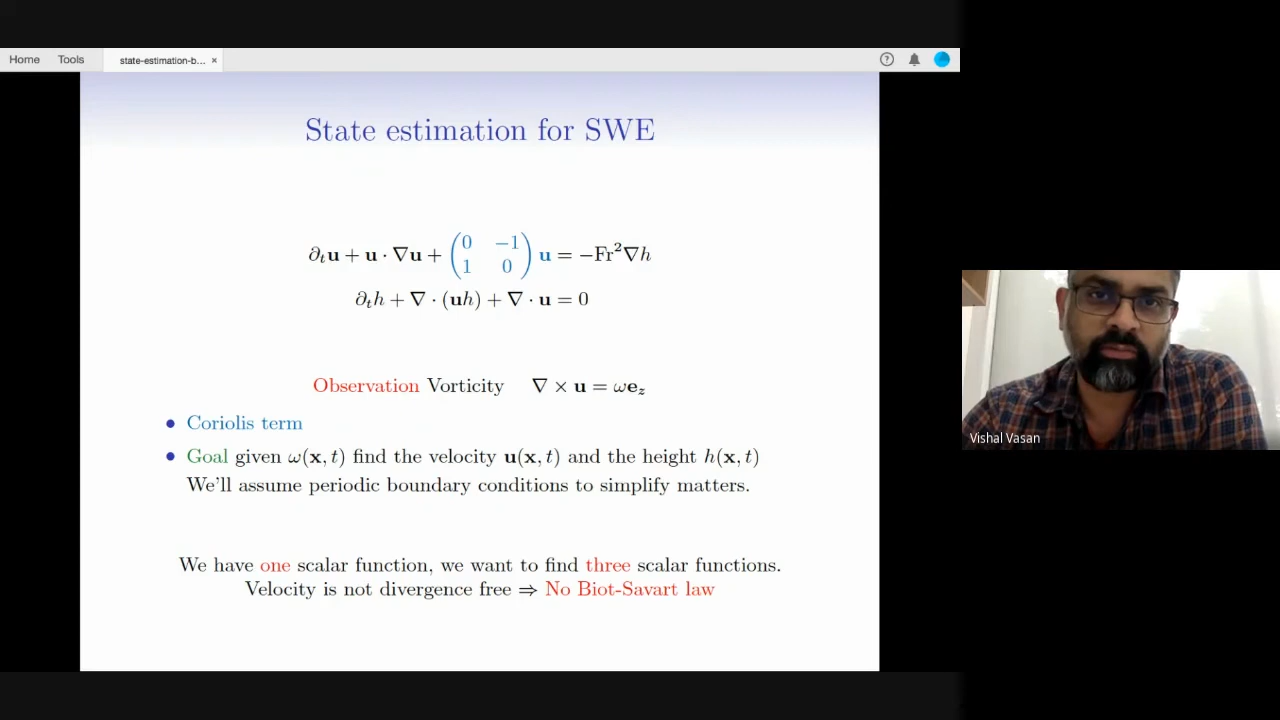 Home Tools state-estimation-b... ×
State estimation for SWE
∂ₜ𝐮 + 𝐮 · ∇𝐮 + (0 −1; 1 0) 𝐮 = −Fr²∇h
∂ₜh + ∇ · (𝐮h) + ∇ · 𝐮 = 0
Observation Vorticity ∇ × 𝐮 = ω𝐞_z
• Coriolis term
• Goal given ω(𝐱, t) find the velocity 𝐮(𝐱, t) and the height h(𝐱, t)
We'll assume periodic boundary conditions to simplify matters.
We have one scalar function, we want to find three scalar functions.
Velocity is not divergence free ⇒ No Biot-Savart law
Vishal Vasan